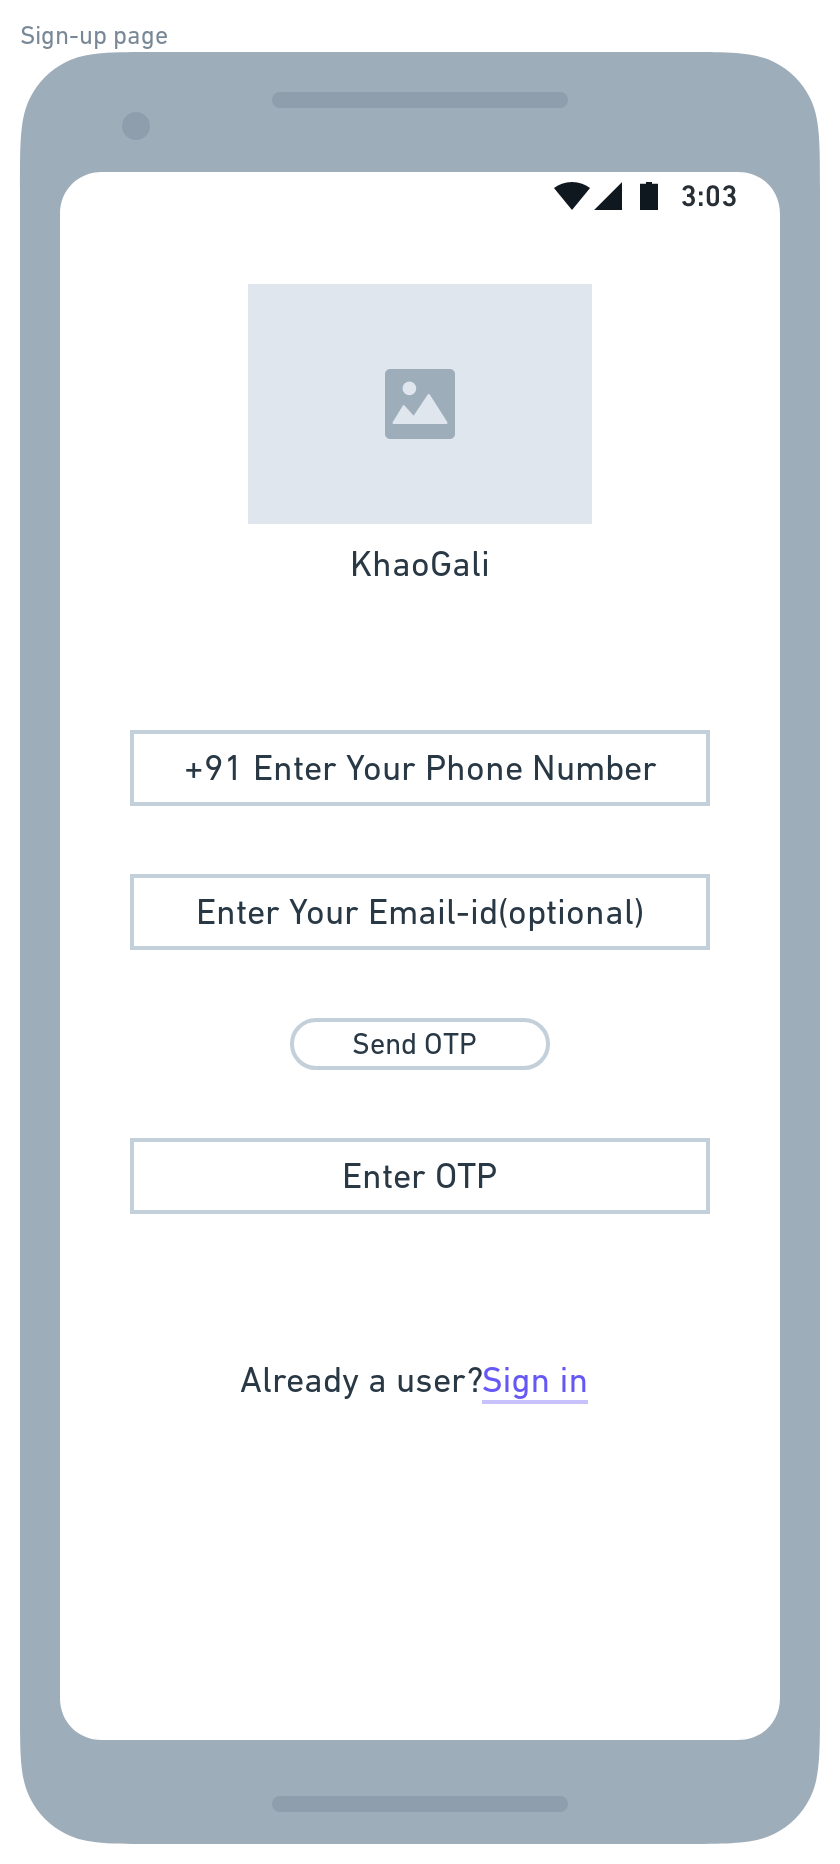 Sign-up page
3:03
KhaoGali
+91 Enter Your Phone Number
Enter Your Email-id(optional)
Send OTP
Enter OTP
Already a user?Sign in